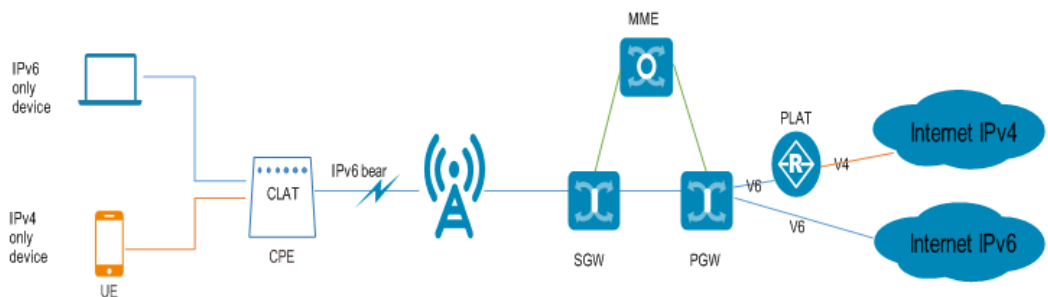 MME
IPv6
only
device
PLAT
Internet IPv4
V4
IPv6 bear
V6
CLAT
IPv4
only
device
V6
Internet IPv6
CPE
SGW
PGW
UE
R